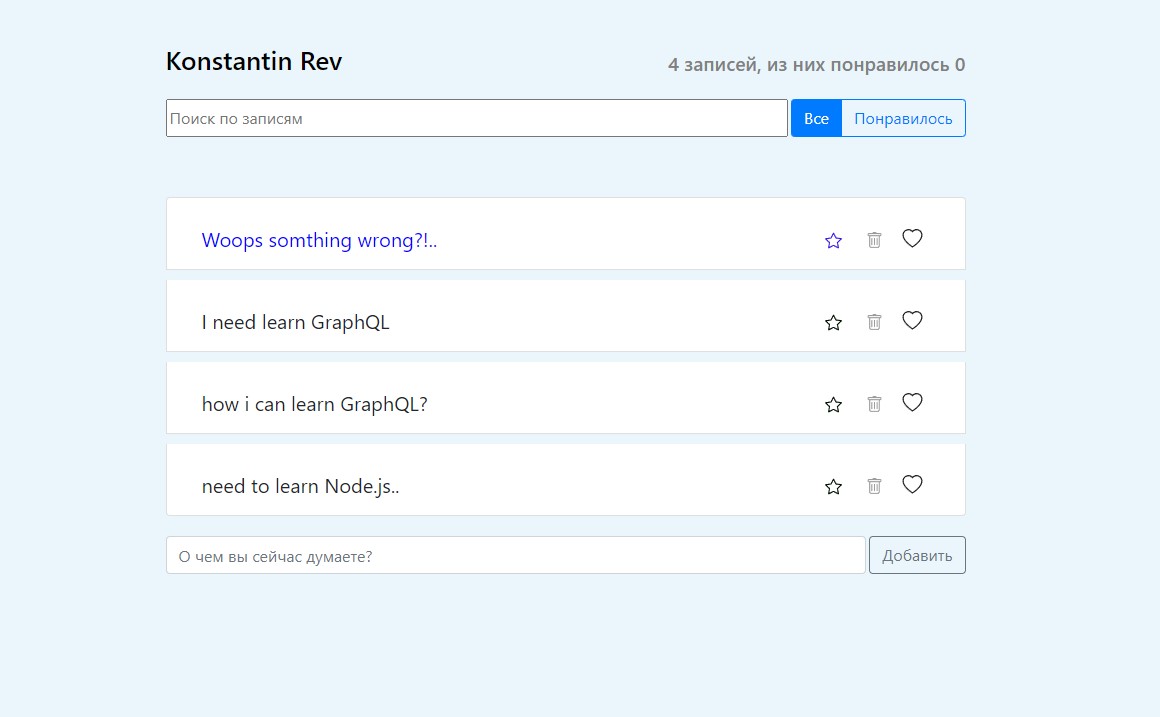 Konstantin Rev
4 записей, из них понравилось 0
Поиск по записям
Все
Понравилось
Woops somthing wrong?!..
I need learn GraphQL
how i can learn GraphQL?
need to learn Node.js..
О чем вы сейчас думаете?
Добавить